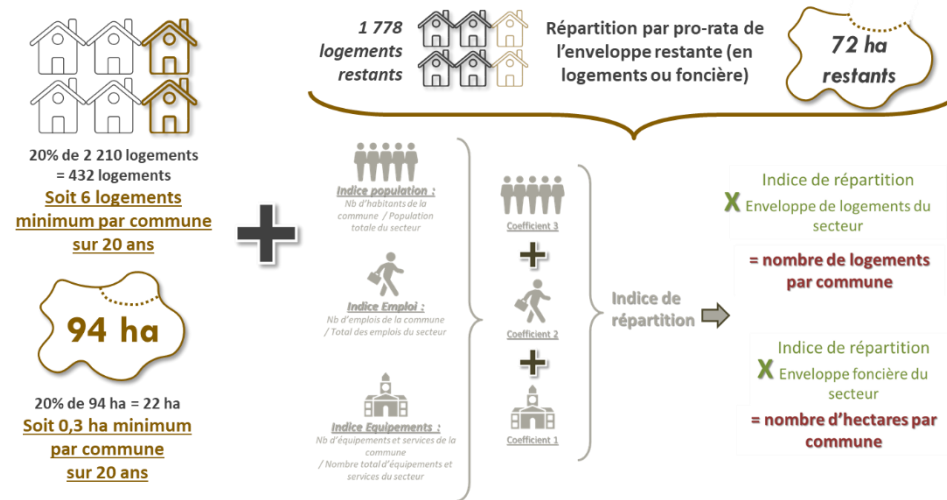 20% de 2 210 logements
= 432 logements
Soit 6 logements
minimum par commune
sur 20 ans
94 ha
20% de 94 ha = 22 ha
Soit 0,3 ha minimum
par commune
sur 20 ans
1 778
logements
restants
Répartition par pro-rata de
l’enveloppe restante (en
logements ou foncière)
72 ha
restants
Indice population :
Nb d’habitants de la
commune / Population
totale du secteur
Indice Emploi :
Nb d’emplois de la commune
/ Total des emplois du secteur
Indice Equipements :
Nb d’équipements et services de la
commune
/ Nombre total d’équipements et
services du secteur
Coefficient 3
Coefficient 2
Coefficient 1
Indice de
répartition
Indice de répartition
X Enveloppe de logements du
secteur
= nombre de logements
par commune
Indice de répartition
X Enveloppe foncière du
secteur
= nombre d’hectares par
commune